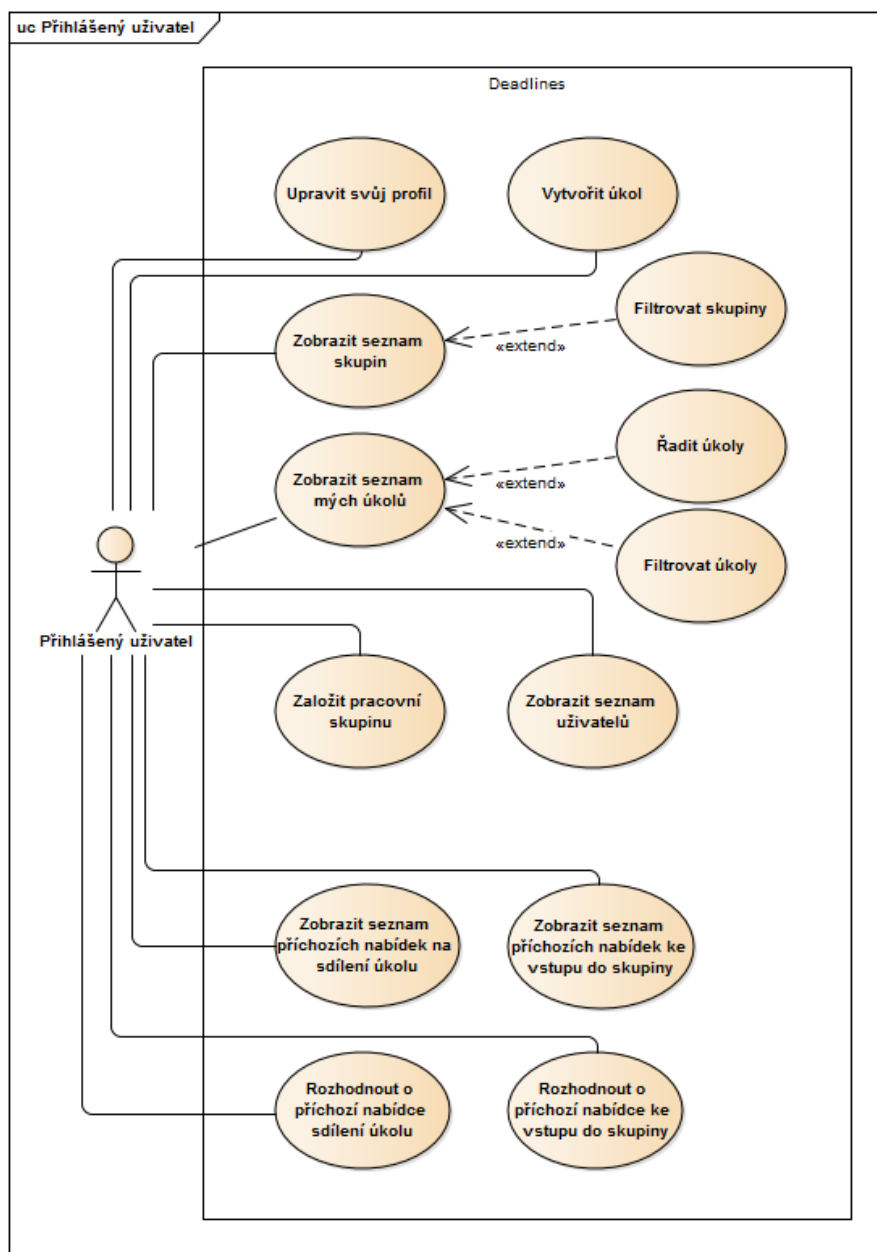 uc Přihlášený uživatel
Deadlines
Upravit svůj profil
Vytvořit úkol
Filtrovat skupiny
Zobrazit seznam
skupin
«extend»
Řadit úkoly
Zobrazit seznam
mých úkolů
«extend»
«extend»
Filtrovat úkoly
Přihlášený uživatel
Založit pracovní
skupinu
Zobrazit seznam
uživatelů
Zobrazit seznam
příchozích nabídek na
sdílení úkolu
Zobrazit seznam
příchozích nabídek ke
vstupu do skupiny
Rozhodnout o
příchozí nabídce
sdílení úkolu
Rozhodnout o
příchozí nabídce ke
vstupu do skupiny